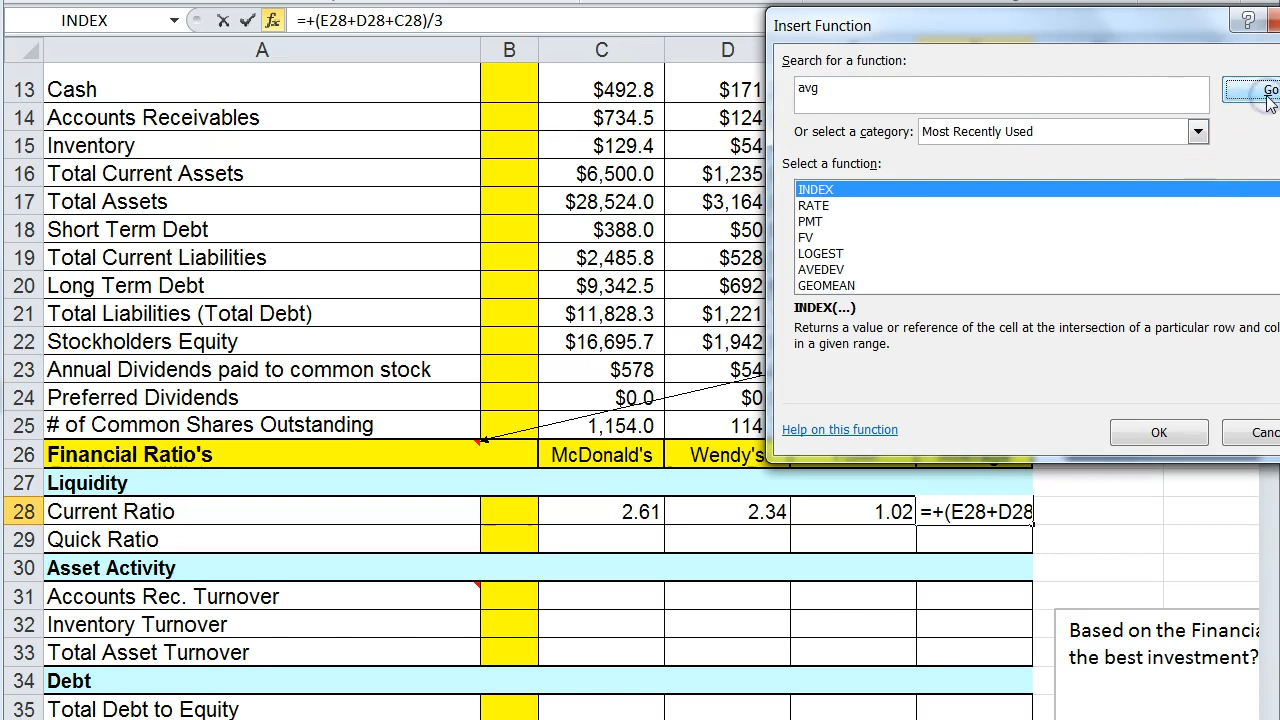 INDEX =+(E28+D28+C28)/3
A B C D
13 Cash $492.8 $171
14 Accounts Receivables $734.5 $124
15 Inventory $129.4 $54
16 Total Current Assets $6,500.0 $1,235
17 Total Assets $28,524.0 $3,164
18 Short Term Debt $388.0 $50
19 Total Current Liabilities $2,485.8 $528
20 Long Term Debt $9,342.5 $692
21 Total Liabilities (Total Debt) $11,828.3 $1,221
22 Stockholders Equity $16,695.7 $1,942
23 Annual Dividends paid to common stock $578 $54
24 Preferred Dividends $0.0 $0
25 # of Common Shares Outstanding 1,154.0 114
26 Financial Ratio's McDonald's Wendy's
27 Liquidity
28 Current Ratio 2.61 2.34 1.02 =+(E28+D28
29 Quick Ratio
30 Asset Activity
31 Accounts Rec. Turnover
32 Inventory Turnover
33 Total Asset Turnover
34 Debt
35 Total Debt to Equity
Insert Function
?
Search for a function:
avg
Go
Or select a category: Most Recently Used
Select a function:
INDEX
RATE
PMT
FV
LOGEST
AVEDEV
GEOMEAN
INDEX(...)
Returns a value or reference of the cell at the intersection of a particular row and co
in a given range.
Help on this function
OK
Canc
Based on the Financia
the best investment?